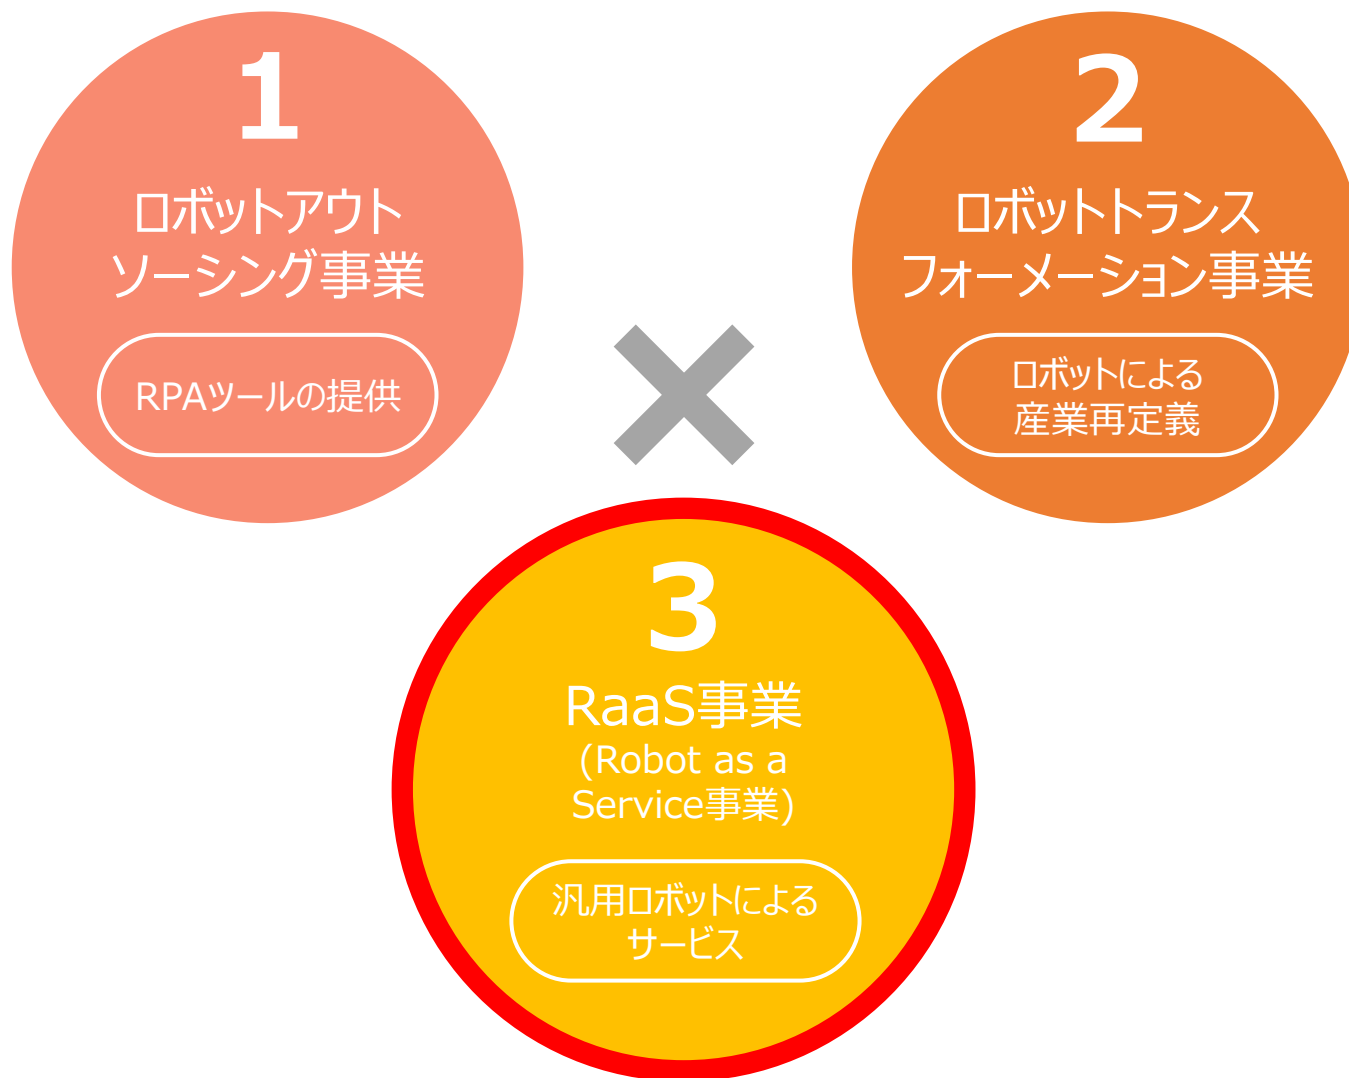 1
ロボットアウト
ソーシング事業
RPAツールの提供
2
ロボットトランス
フォーメーション事業
ロボットによる
産業再定義
3
RaaS事業
(Robot as a
Service事業)
汎用ロボットによる
サービス